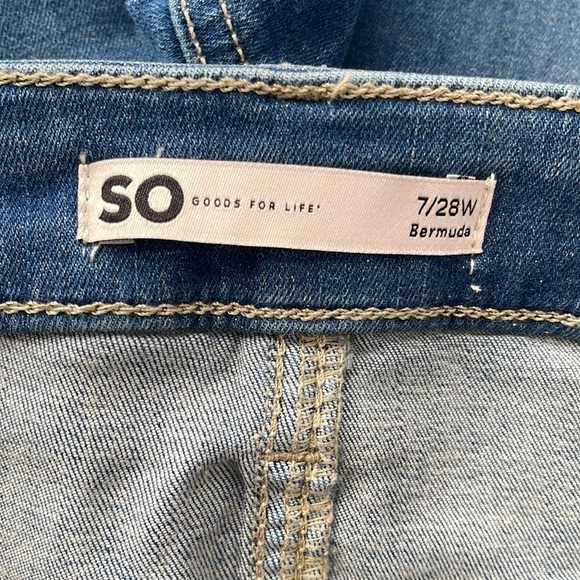 SO GOODS FOR LIFE' 7/28W
Bermuda